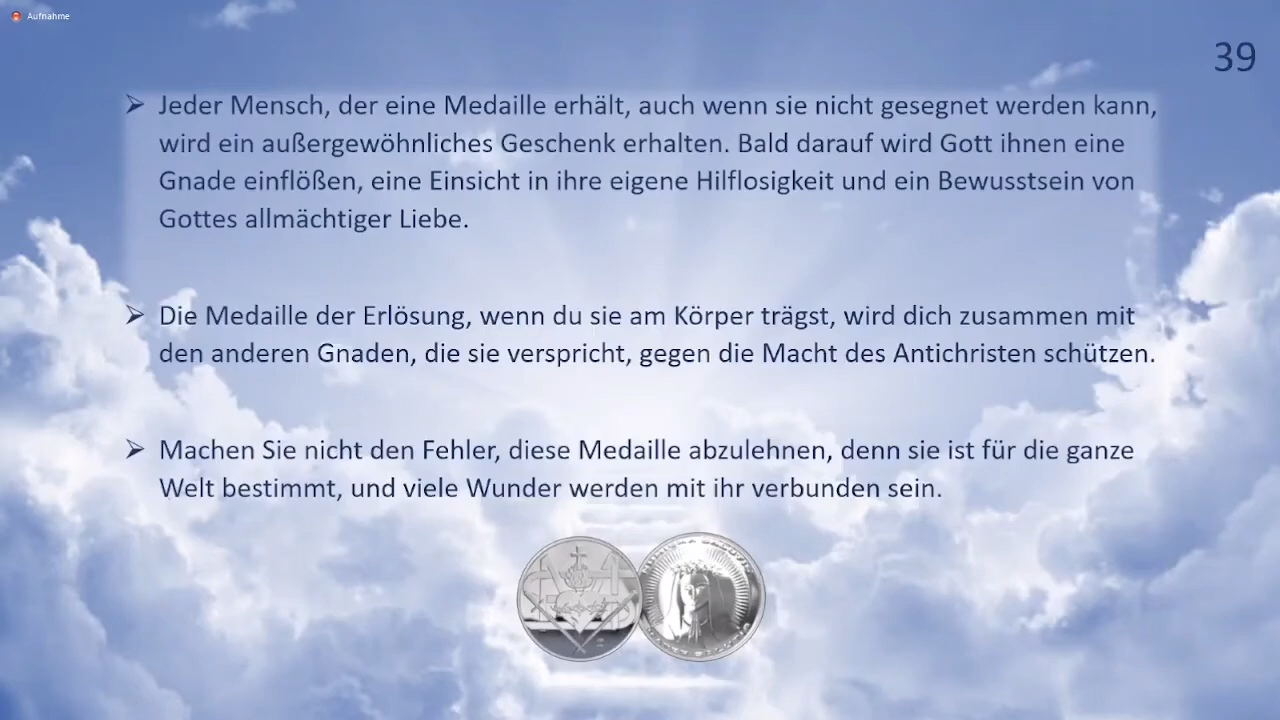 Aufnahme
39
➢ Jeder Mensch, der eine Medaille erhält, auch wenn sie nicht gesegnet werden kann,
wird ein außergewöhnliches Geschenk erhalten. Bald darauf wird Gott ihnen eine
Gnade einflößen, eine Einsicht in ihre eigene Hilflosigkeit und ein Bewusstsein von
Gottes allmächtiger Liebe.
➢ Die Medaille der Erlösung, wenn du sie am Körper trägst, wird dich zusammen mit
den anderen Gnaden, die sie verspricht, gegen die Macht des Antichristen schützen.
➢ Machen Sie nicht den Fehler, diese Medaille abzulehnen, denn sie ist für die ganze
Welt bestimmt, und viele Wunder werden mit ihr verbunden sein.